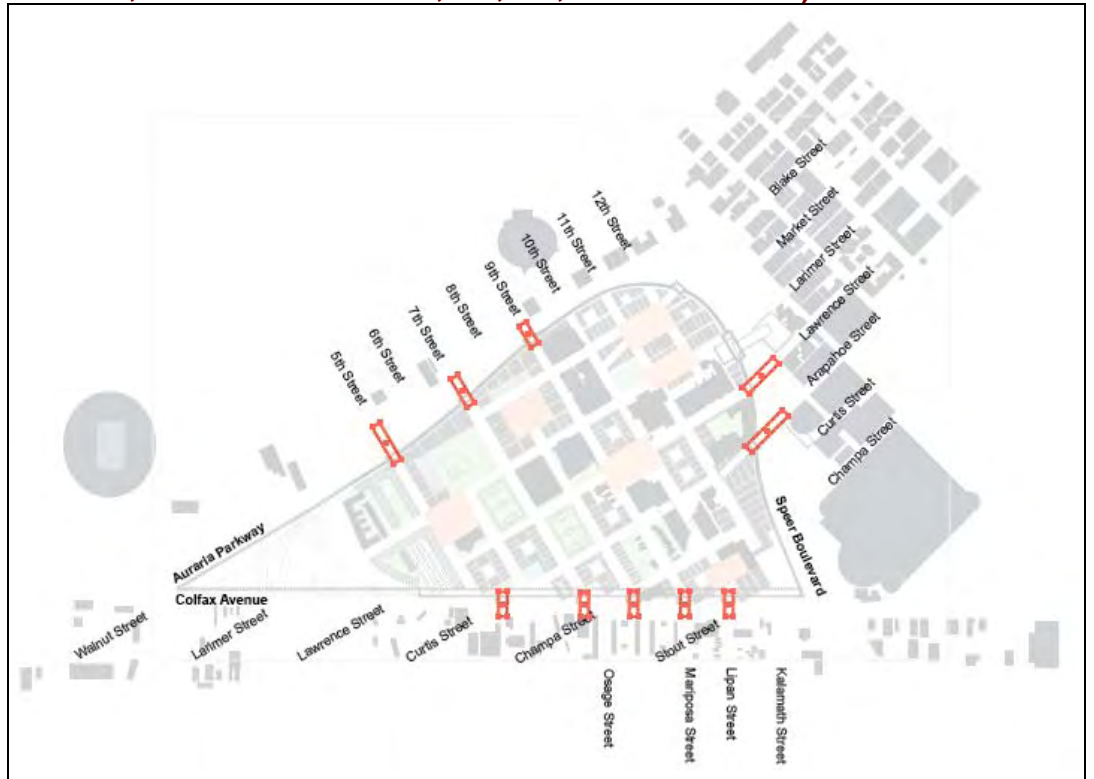 Blake Street
Market Street
Larimer Street
Lawrence Street
Arapahoe Street
Curtis Street
Champa Street
12th Street
11th Street
10th Street
9th Street
8th Street
7th Street
6th Street
5th Street
Speer Boulevard
Auraria Parkway
Colfax Avenue
Walnut Street
Larimer Street
Lawrence Street
Curtis Street
Champa Street
Stout Street
Osage Street
Mariposa Street
Lipan Street
Kalamath Street